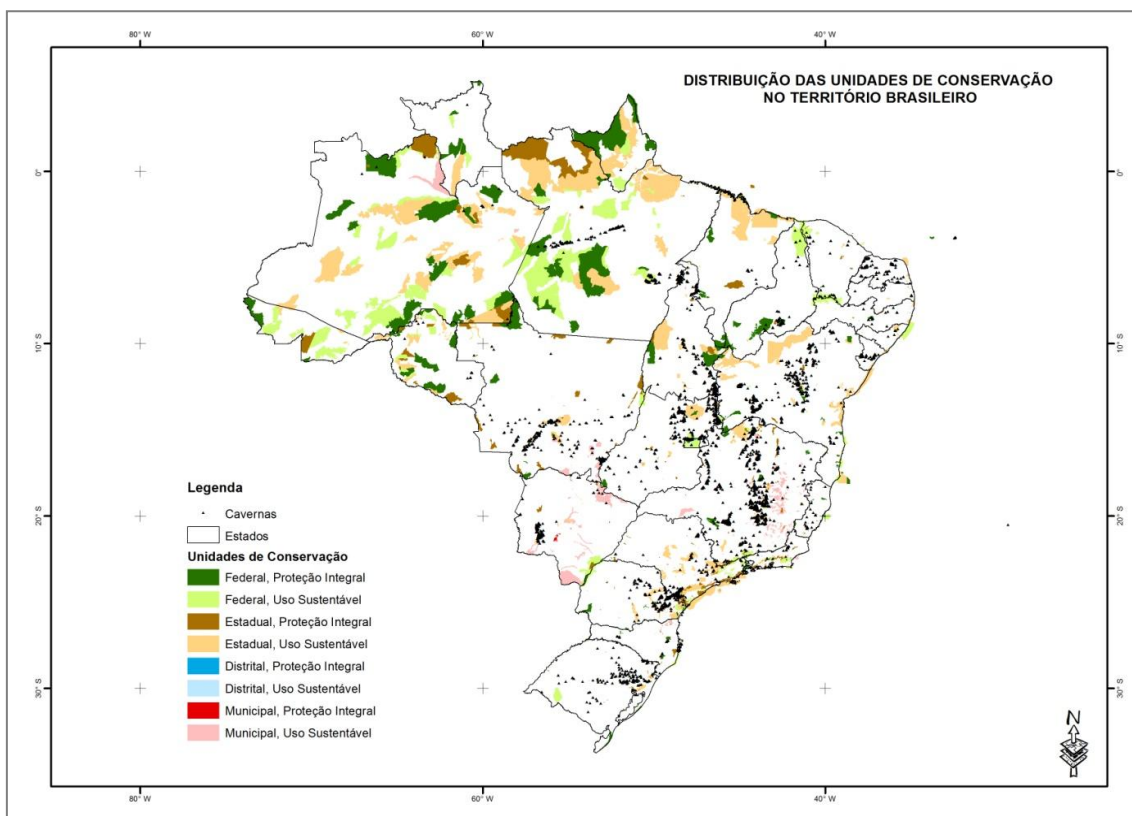 80° W
60° W
40° W
DISTRIBUIÇÃO DAS UNIDADES DE CONSERVAÇÃO
NO TERRITÓRIO BRASILEIRO
0°
0°
10° S
10° S
20° S
20° S
30° S
30° S
Legenda
Cavernas
Estados
Unidades de Conservação
Federal, Proteção Integral
Federal, Uso Sustentável
Estadual, Proteção Integral
Estadual, Uso Sustentável
Distrital, Proteção Integral
Distrital, Uso Sustentável
Municipal, Proteção Integral
Municipal, Uso Sustentável
N
80° W
60° W
40° W